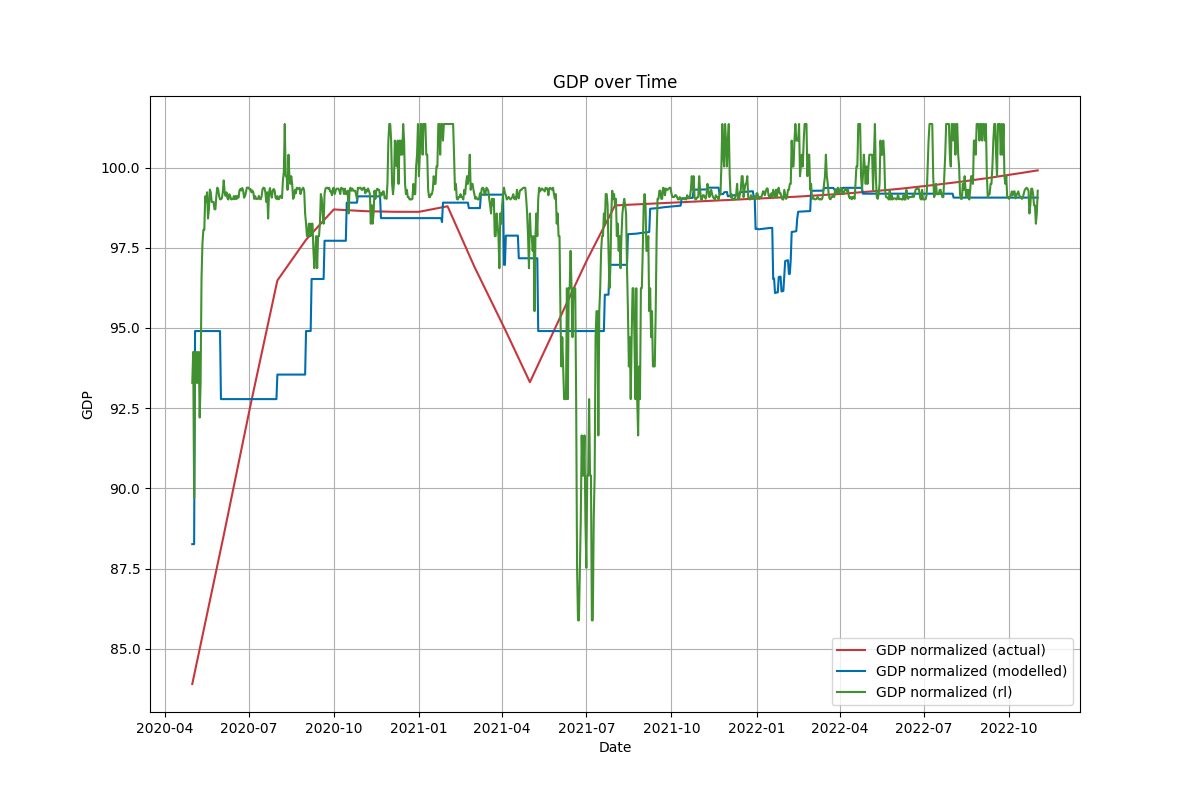 GDP over Time
GDP
100.0
97.5
95.0
92.5
90.0
87.5
85.0
GDP normalized (actual)
GDP normalized (modelled)
GDP normalized (rl)
2020-04 2020-07 2020-10 2021-01 2021-04 2021-07 2021-10 2022-01 2022-04 2022-07 2022-10
Date